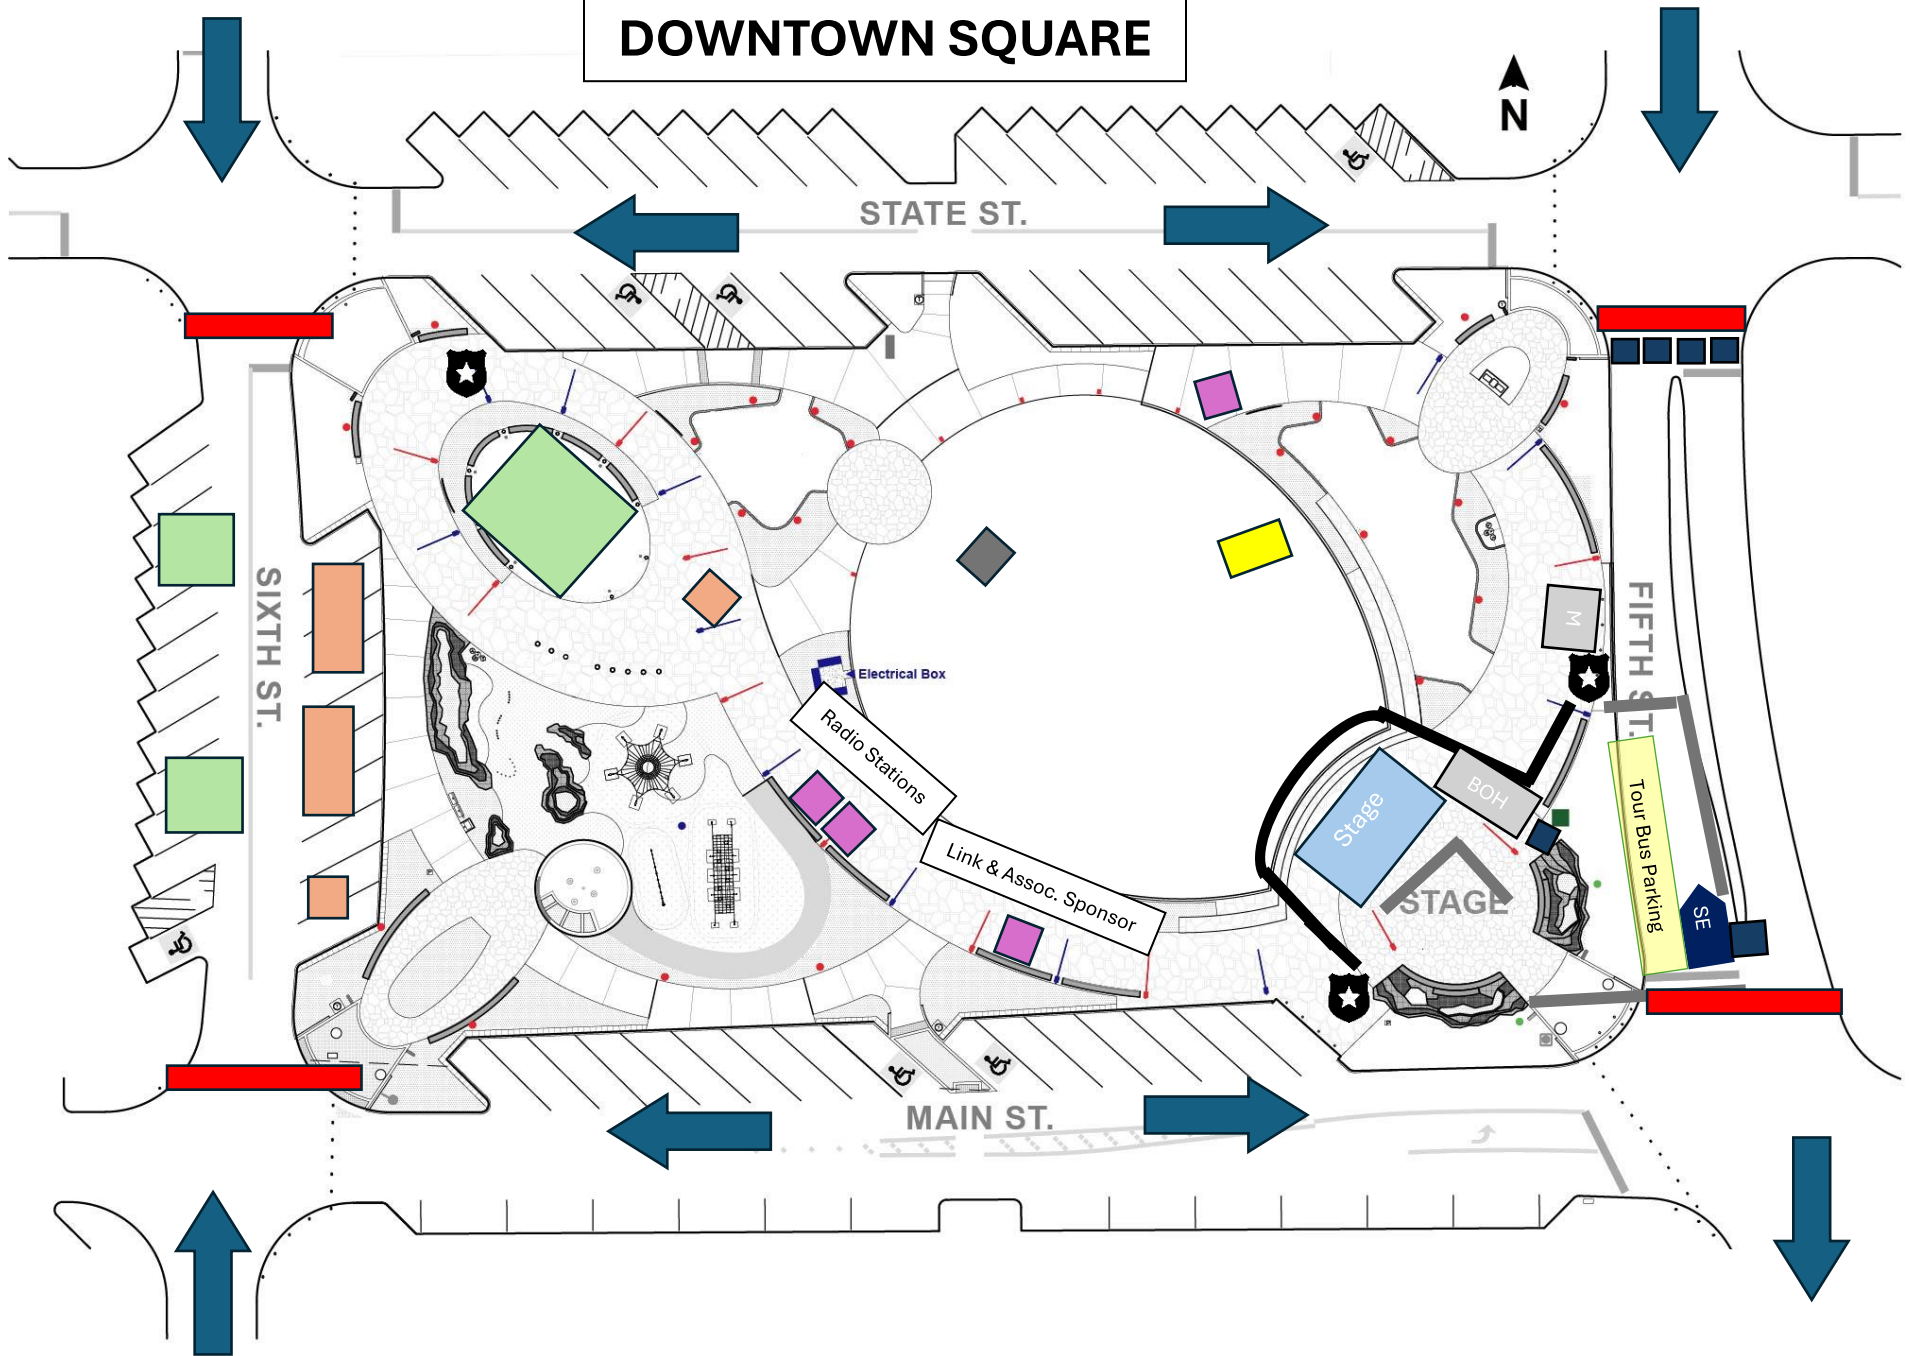 DOWNTOWN SQUARE
N
STATE ST.
SIXTH ST.
FIFTH ST.
M
Electrical Box
Radio Stations
Link & Assoc. Sponsor
Stage
BOH
STAGE
Tour Bus Parking
SE
MAIN ST.